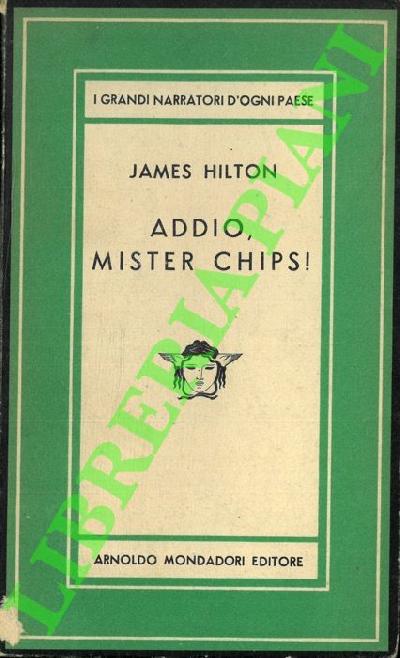 I GRANDI NARRATORI D'OGNI PAESE
JAMES HILTON
ADDIO,
MISTER CHIPS!
ARNOLDO MONDADORI EDITORE
LIBRERIA PIANI